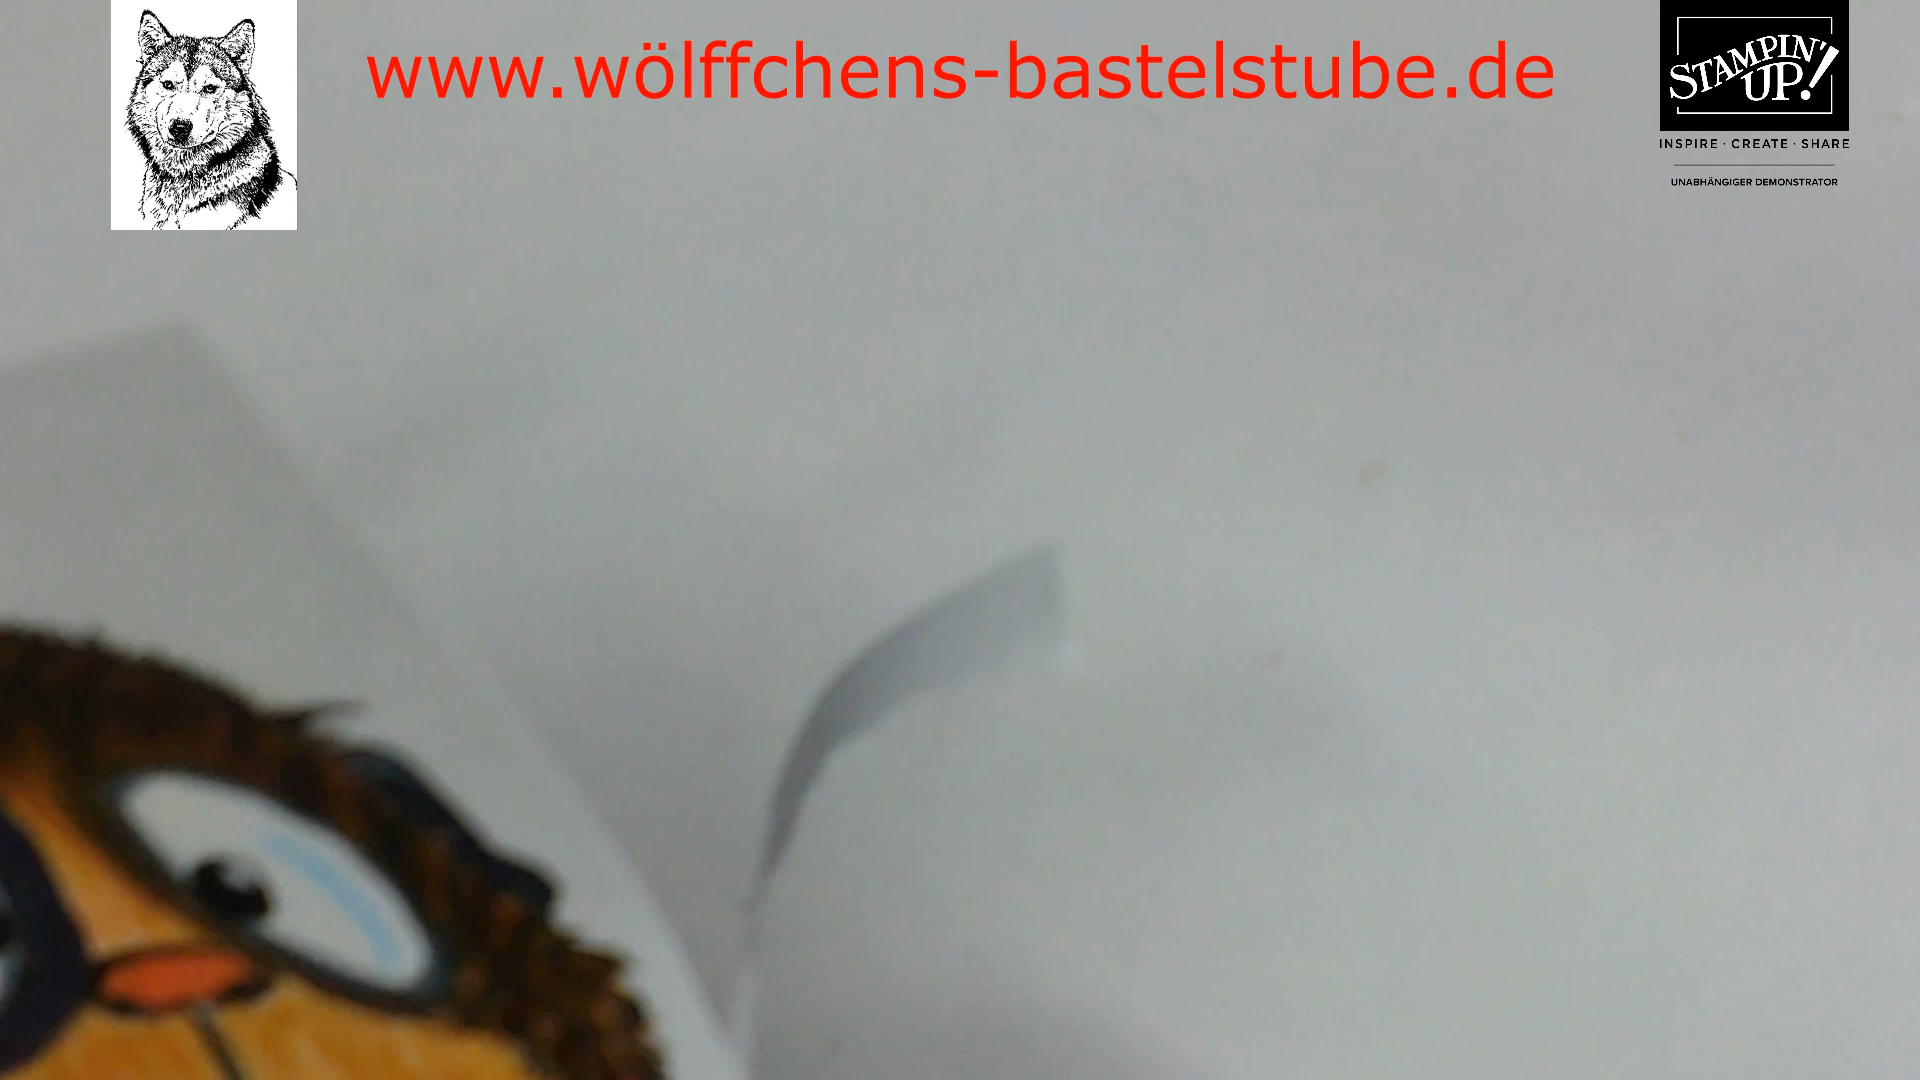 www.wölffchens-bastelstube.de
STAMPIN' UP!
INSPIRE · CREATE · SHARE
UNABHÄNGIGER DEMONSTRATOR